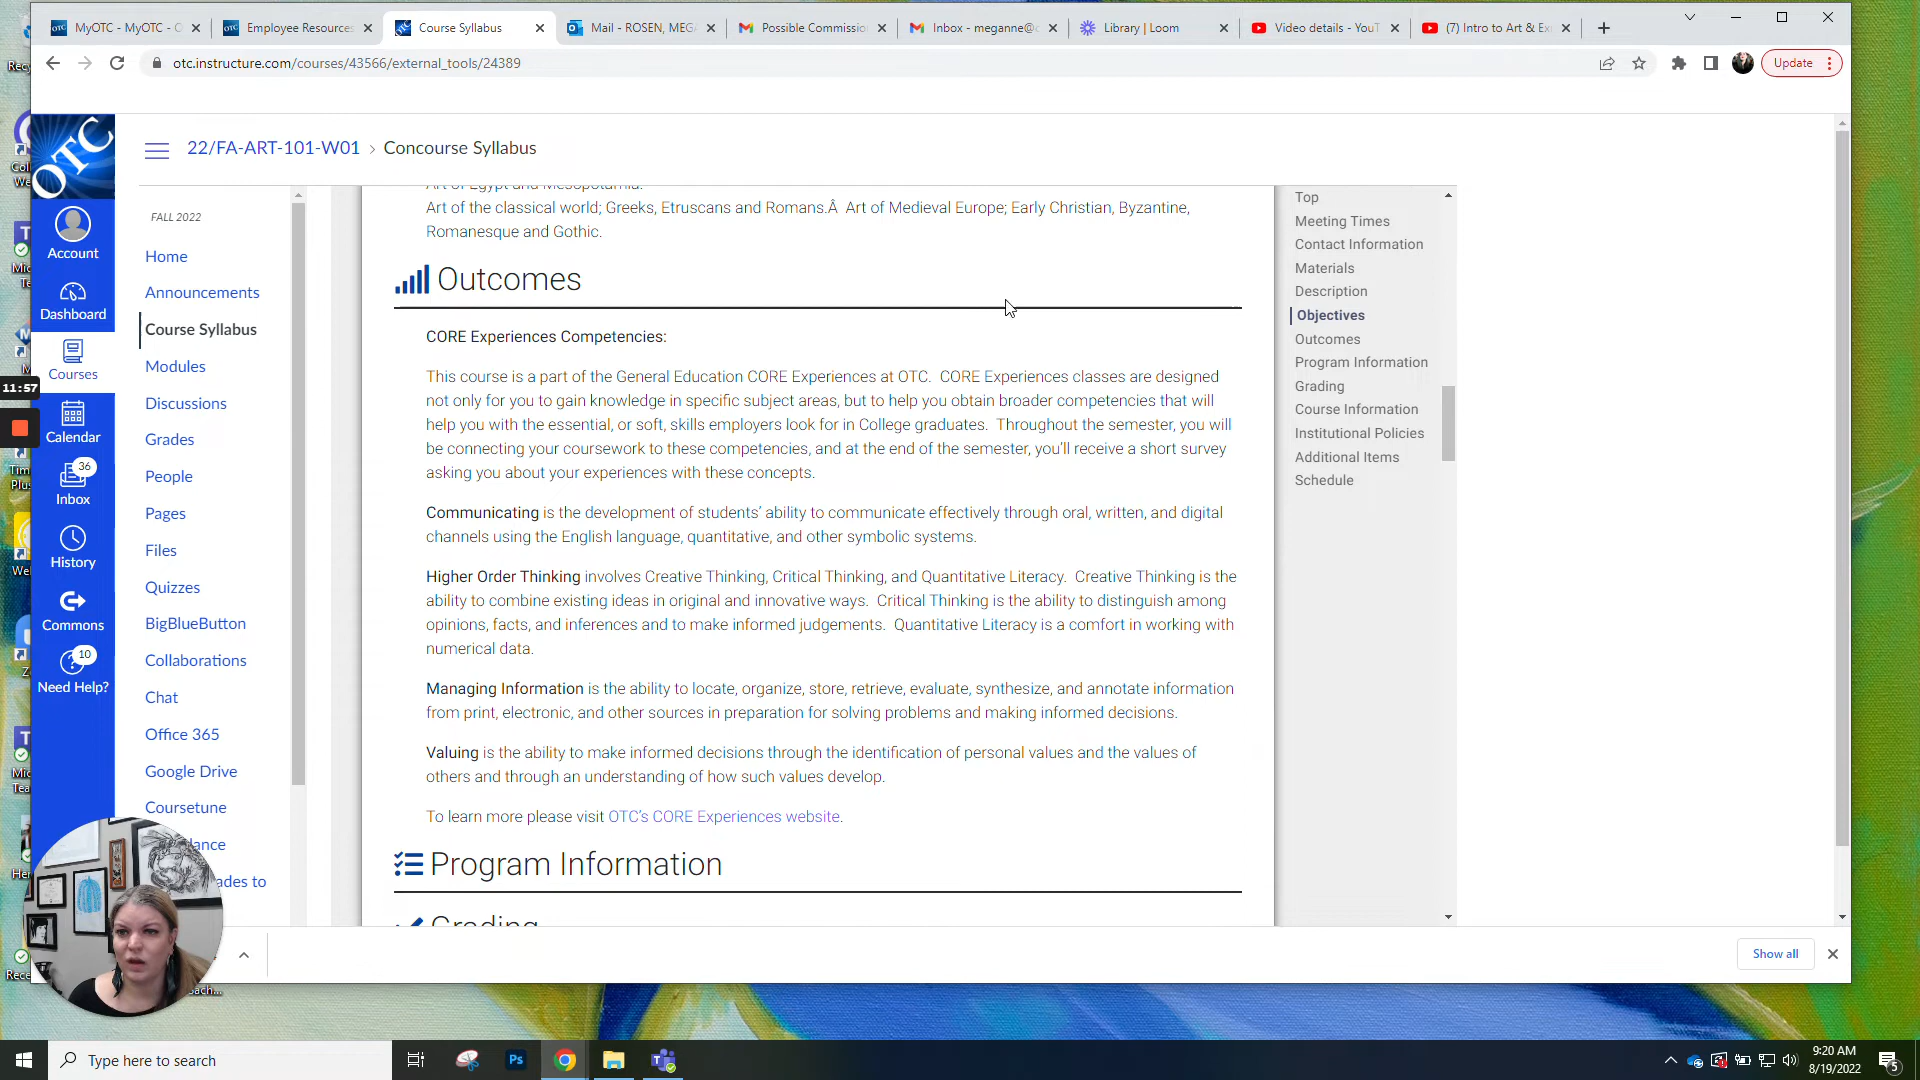 MyOTC - MyOTC - O
Employee Resources
Course Syllabus
Mail - ROSEN, MEGA
Possible Commissio
Inbox - meganne@c
Library | Loom
Video details - YouT
(7) Intro to Art & Ex
otc.instructure.com/courses/43566/external_tools/24389
Update
OTC
22/FA-ART-101-W01 > Concourse Syllabus
Account
Dashboard
Courses
11:57
Calendar
36
Inbox
History
Commons
10
Need Help?
FALL 2022
Home
Announcements
Course Syllabus
Modules
Discussions
Grades
People
Pages
Files
Quizzes
BigBlueButton
Collaborations
Chat
Office 365
Google Drive
Coursetune
ades to
Art of Egypt and Mesopotamia.
Art of the classical world; Greeks, Etruscans and Romans.Â Art of Medieval Europe; Early Christian, Byzantine,
Romanesque and Gothic.
Outcomes
CORE Experiences Competencies:
This course is a part of the General Education CORE Experiences at OTC. CORE Experiences classes are designed
not only for you to gain knowledge in specific subject areas, but to help you obtain broader competencies that will
help you with the essential, or soft, skills employers look for in College graduates. Throughout the semester, you will
be connecting your coursework to these competencies, and at the end of the semester, you'll receive a short survey
asking you about your experiences with these concepts.
Communicating is the development of students' ability to communicate effectively through oral, written, and digital
channels using the English language, quantitative, and other symbolic systems.
Higher Order Thinking involves Creative Thinking, Critical Thinking, and Quantitative Literacy. Creative Thinking is the
ability to combine existing ideas in original and innovative ways. Critical Thinking is the ability to distinguish among
opinions, facts, and inferences and to make informed judgements. Quantitative Literacy is a comfort in working with
numerical data.
Managing Information is the ability to locate, organize, store, retrieve, evaluate, synthesize, and annotate information
from print, electronic, and other sources in preparation for solving problems and making informed decisions.
Valuing is the ability to make informed decisions through the identification of personal values and the values of
others and through an understanding of how such values develop.
To learn more please visit OTC's CORE Experiences website.
Program Information
Grading
Top
Meeting Times
Contact Information
Materials
Description
Objectives
Outcomes
Program Information
Grading
Course Information
Institutional Policies
Additional Items
Schedule
Show all
Type here to search
Ps
9:20 AM
8/19/2022
5